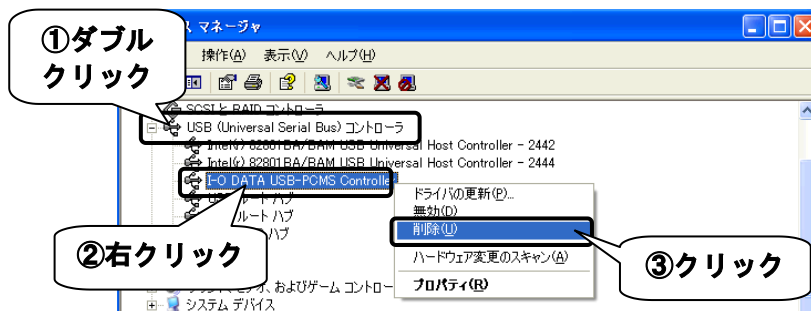 ①ダブル
クリック
マネージャ
操作(A) 表示(V) ヘルプ(H)
SCSI と RAID コントローラ
USB (Universal Serial Bus) コントローラ
Intel(r) 82801BA/BAM USB Universal Host Controller - 2442
Intel(r) 82801BA/BAM USB Universal Host Controller - 2444
I-O DATA USB-PCMS Controller
ルート ハブ
ルート ハブ
ハブ
ドライバの更新(P)...
無効(D)
削除(U)
ハードウェア変更のスキャン(A)
プロパティ(R)
②右クリック
③クリック
および ゲーム コントロー
システム デバイス